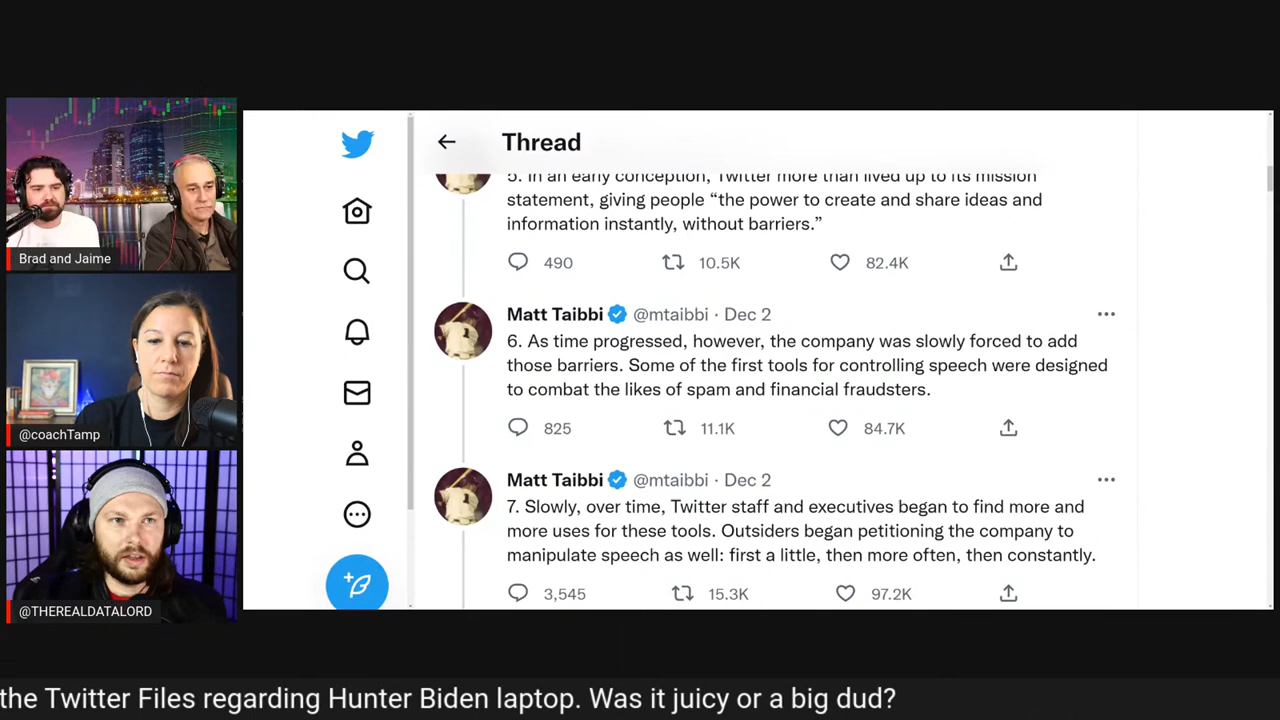 Thread
5. In an early conception, Twitter more than lived up to its mission
statement, giving people “the power to create and share ideas and
information instantly, without barriers.”
490 10.5K 82.4K
Matt Taibbi @mtaibbi · Dec 2
6. As time progressed, however, the company was slowly forced to add
those barriers. Some of the first tools for controlling speech were designed
to combat the likes of spam and financial fraudsters.
825 11.1K 84.7K
Matt Taibbi @mtaibbi · Dec 2
7. Slowly, over time, Twitter staff and executives began to find more and
more uses for these tools. Outsiders began petitioning the company to
manipulate speech as well: first a little, then more often, then constantly.
3,545 15.3K 97.2K
Brad and Jaime
@coachTamp
@THEREALDATALORD
the Twitter Files regarding Hunter Biden laptop. Was it juicy or a big dud?